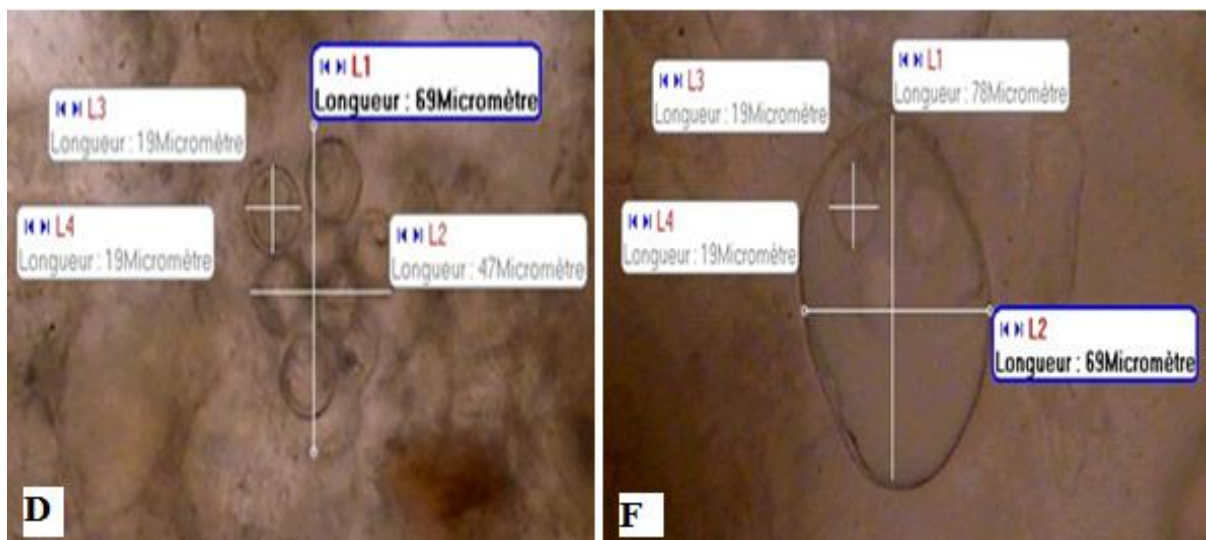 L1
Longueur : 69Micromètre
L3
Longueur : 19Micromètre
L4
Longueur : 19Micromètre
L2
Longueur : 47Micromètre
D
L1
Longueur : 78Micromètre
L3
Longueur : 19Micromètre
L4
Longueur : 19Micromètre
L2
Longueur : 69Micromètre
F